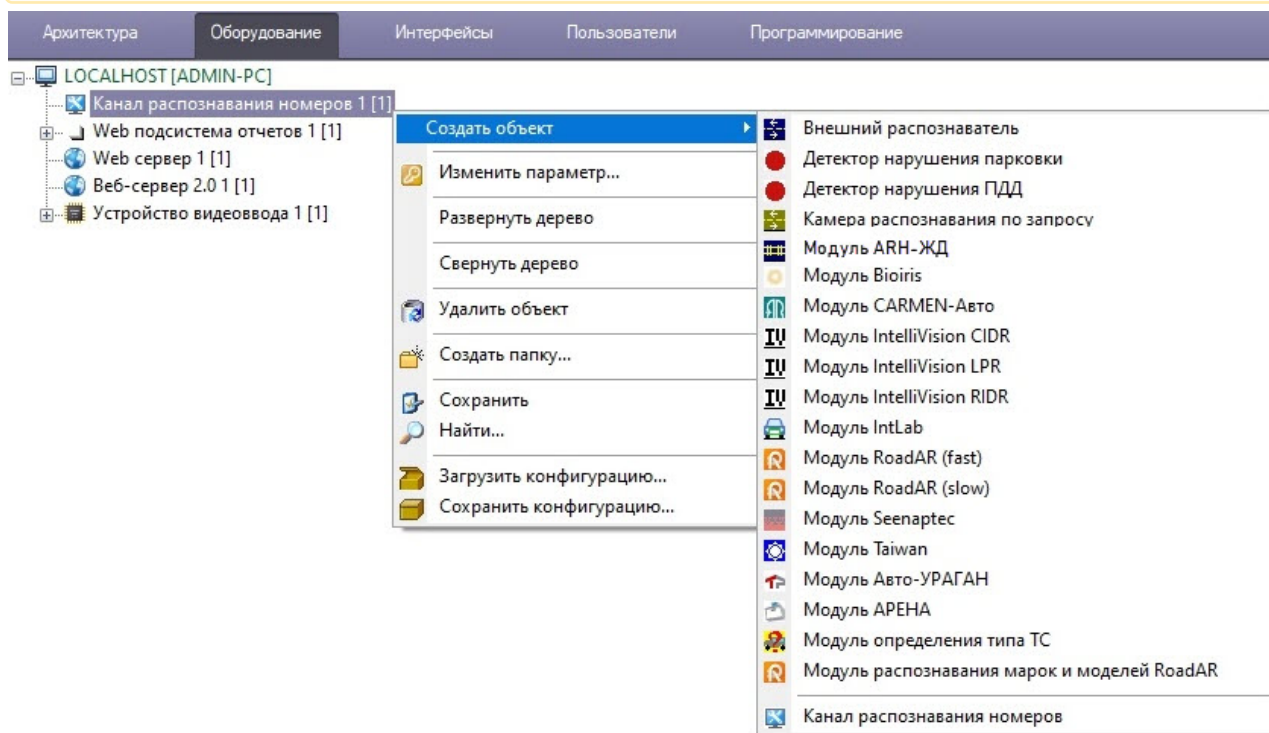 Архитектура
Оборудование
Интерфейсы
Пользователи
Программирование
LOCALHOST [ADMIN-PC]
Канал распознавания номеров 1 [1]
Web подсистема отчетов 1 [1]
Web сервер 1 [1]
Веб-сервер 2.0 1 [1]
Устройство видеоввода 1 [1]
Создать объект
Изменить параметр...
Развернуть дерево
Свернуть дерево
Удалить объект
Создать папку...
Сохранить
Найти...
Загрузить конфигурацию...
Сохранить конфигурацию...
Внешний распознаватель
Детектор нарушения парковки
Детектор нарушения ПДД
Камера распознавания по запросу
Модуль ARH-ЖД
Модуль Bioiris
Модуль CARMEN-Авто
Модуль IntelliVision CIDR
Модуль IntelliVision LPR
Модуль IntelliVision RIDR
Модуль IntLab
Модуль RoadAR (fast)
Модуль RoadAR (slow)
Модуль Seenaptec
Модуль Taiwan
Модуль Авто-УРАГАН
Модуль АРЕНА
Модуль определения типа ТС
Модуль распознавания марок и моделей RoadAR
Канал распознавания номеров